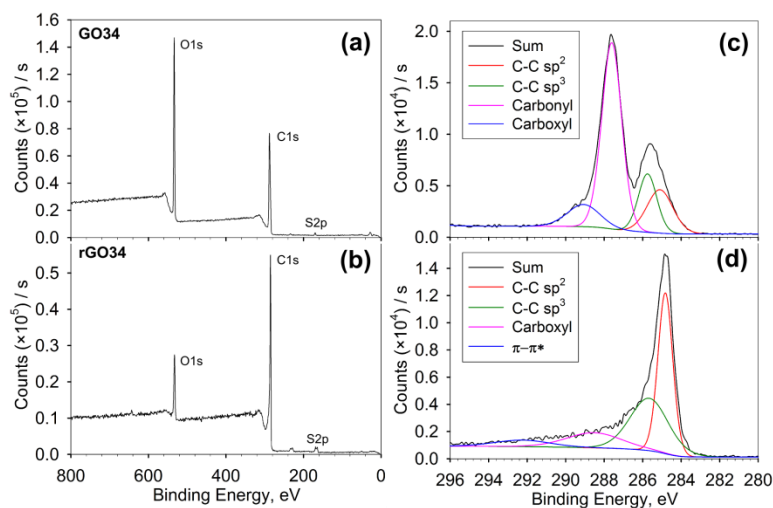 GO34
(a)
O1s
C1s
S2p
Counts (×10⁵) / s
1.6
1.4
1.2
1.0
0.8
0.6
0.4
0.2
0.0
rGO34
(b)
C1s
O1s
S2p
Counts (×10⁵) / s
0.5
0.4
0.3
0.2
0.1
0.0
800 600 400 200 0
Binding Energy, eV
(c)
Sum
C-C sp²
C-C sp³
Carbonyl
Carboxyl
Counts (×10⁴) / s
2.0
1.5
1.0
0.5
0.0
(d)
Sum
C-C sp²
C-C sp³
Carboxyl
π−π*
Counts (×10⁴) / s
1.4
1.2
1.0
0.8
0.6
0.4
0.2
0.0
296 294 292 290 288 286 284 282 280
Binding Energy, eV